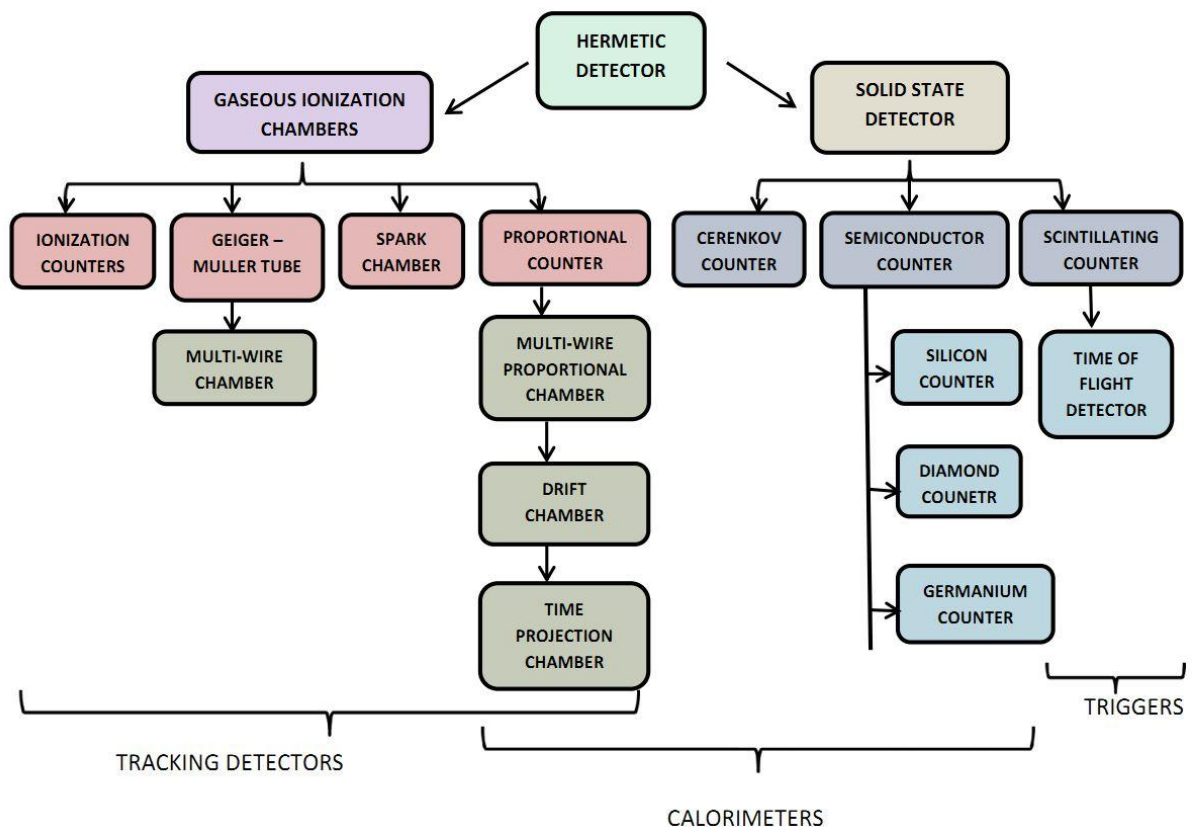 HERMETIC
DETECTOR
GASEOUS IONIZATION
CHAMBERS
SOLID STATE
DETECTOR
IONIZATION
COUNTERS
GEIGER –
MULLER TUBE
SPARK
CHAMBER
PROPORTIONAL
COUNTER
CERENKOV
COUNTER
SEMICONDUCTOR
COUNTER
SCINTILLATING
COUNTER
MULTI-WIRE
CHAMBER
MULTI-WIRE
PROPORTIONAL
CHAMBER
SILICON
COUNTER
TIME OF
FLIGHT
DETECTOR
DRIFT
CHAMBER
DIAMOND
COUNETR
TIME
PROJECTION
CHAMBER
GERMANIUM
COUNTER
TRIGGERS
TRACKING DETECTORS
CALORIMETERS